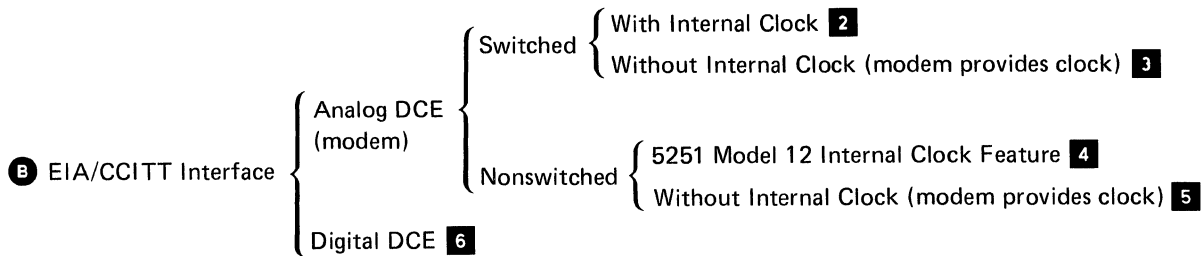 With Internal Clock 2
Switched
Without Internal Clock (modem provides clock) 3
Analog DCE
(modem)
B EIA/CCITT Interface
5251 Model 12 Internal Clock Feature 4
Nonswitched
Without Internal Clock (modem provides clock) 5
Digital DCE 6